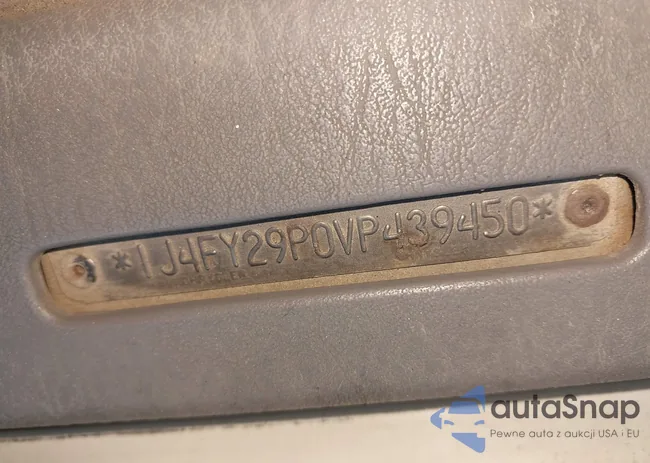 *1J4FY29P0VP439450*
autaSnap
Pewne auta z aukcji USA i EU